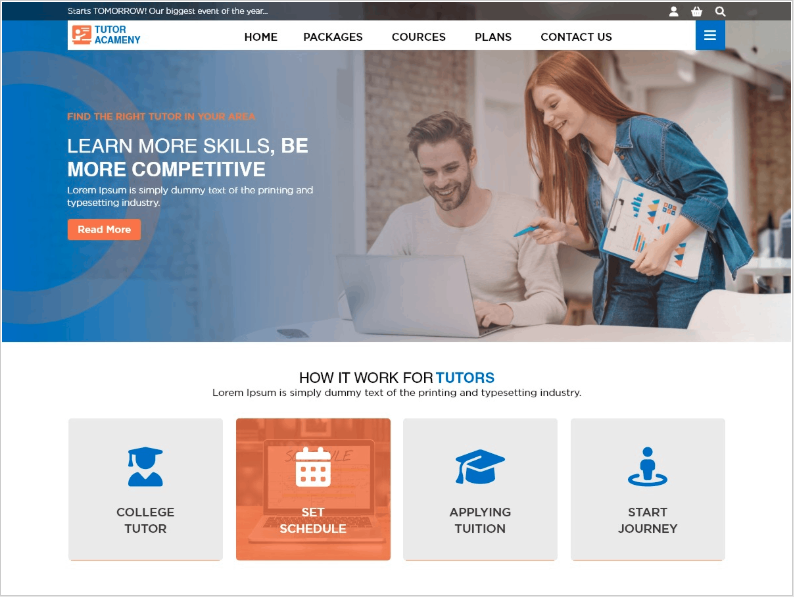 Starts TOMORROW! Our biggest event of the year...
TUTOR
ACAMENY
HOME PACKAGES COURCES PLANS CONTACT US
FIND THE RIGHT TUTOR IN YOUR AREA
LEARN MORE SKILLS, BE
MORE COMPETITIVE
Lorem Ipsum is simply dummy text of the printing and
typesetting industry.
Read More
HOW IT WORK FOR TUTORS
Lorem Ipsum is simply dummy text of the printing and typesetting industry.
COLLEGE
TUTOR
SCHEDULE
SET
SCHEDULE
APPLYING
TUITION
START
JOURNEY